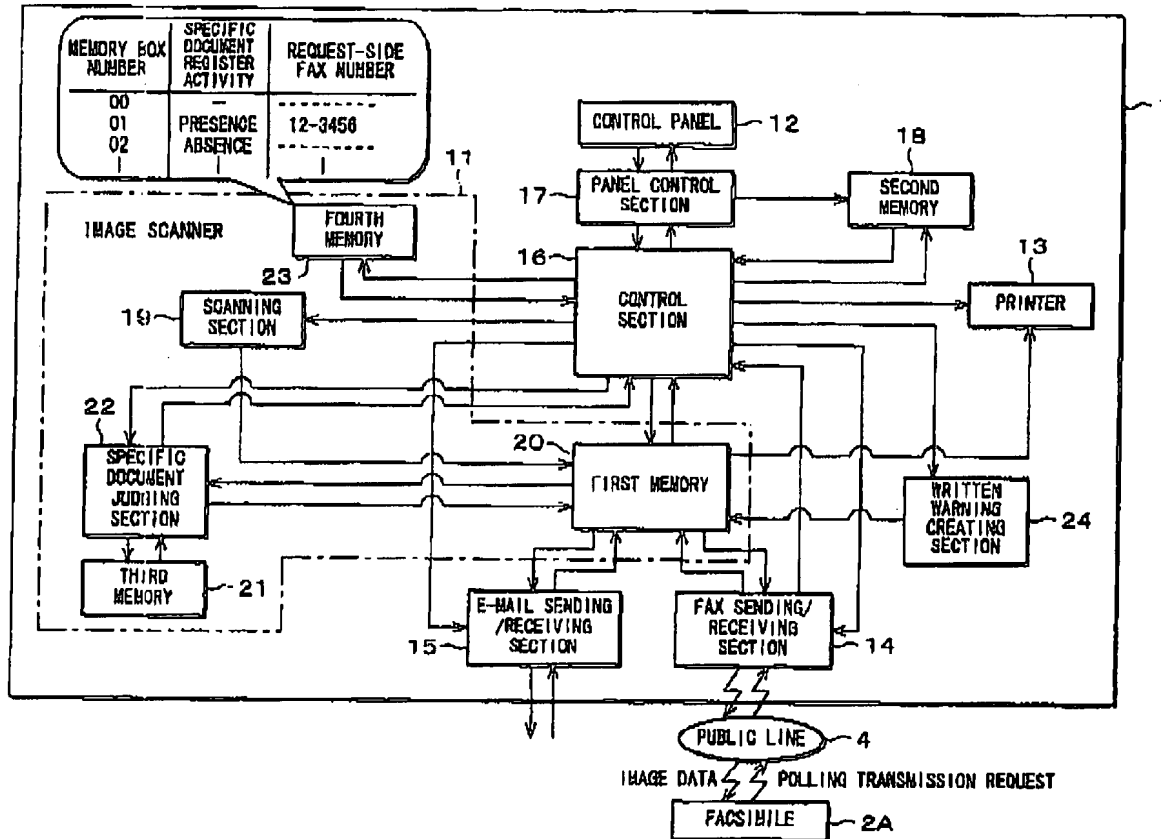 MEMORY BOX NUMBER
SPECIFIC DOCUMENT REGISTER ACTIVITY
REQUEST-SIDE FAX NUMBER
00 — ----------
01 PRESENCE 12-3456
02 ABSENCE ----------
11
IMAGE SCANNER
FOURTH MEMORY
23
CONTROL PANEL
12
17
PANEL CONTROL SECTION
18
SECOND MEMORY
16
CONTROL SECTION
13
PRINTER
19
SCANNING SECTION
22
SPECIFIC DOCUMENT JUDGING SECTION
20
FIRST MEMORY
WRITTEN WARNING CREATING SECTION
24
THIRD MEMORY
21
E-MAIL SENDING
/RECEIVING
SECTION
15
FAX SENDING/
RECEIVING
SECTION
14
PUBLIC LINE
4
IMAGE DATA
POLLING TRANSMISSION REQUEST
FACSIMILE
2A